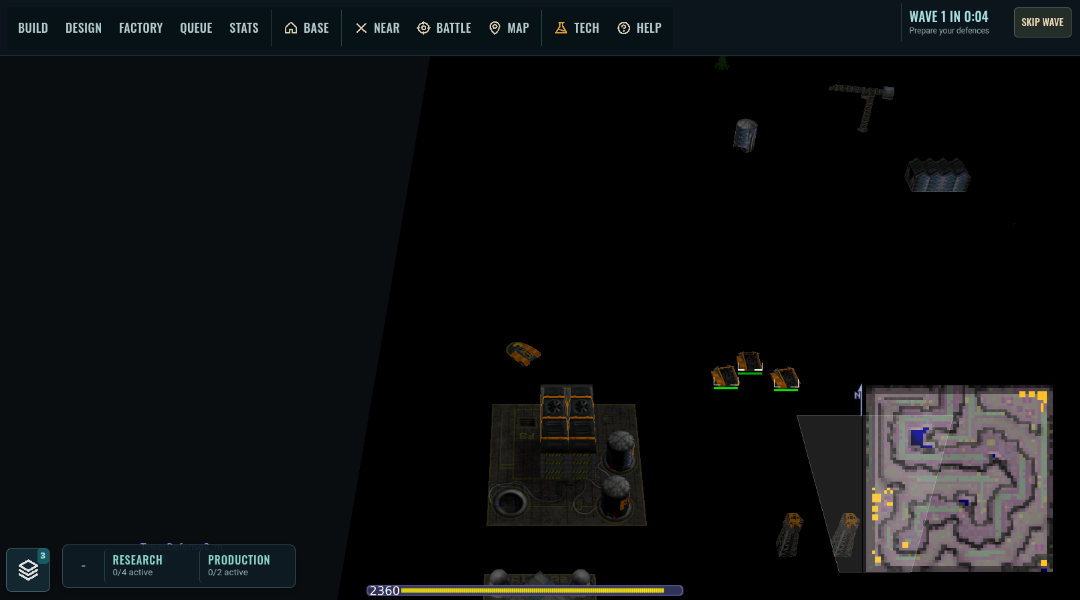 BUILD DESIGN FACTORY QUEUE STATS BASE NEAR BATTLE MAP TECH HELP
WAVE 1 IN 0:04
Prepare your defences
SKIP WAVE
N
3
-
RESEARCH
0/4 active
PRODUCTION
0/2 active
2360